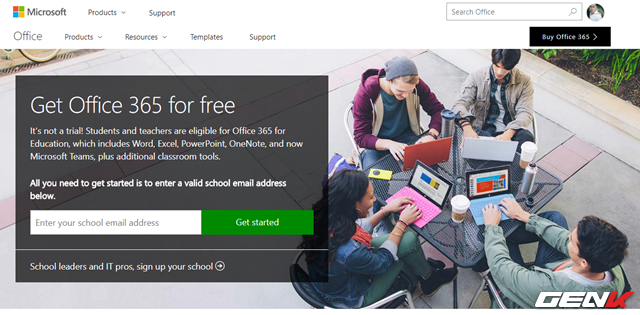 Microsoft Products Support Search Office
Office Products Resources Templates Support Buy Office 365
Get Office 365 for free
It's not a trial! Students and teachers are eligible for Office 365 for
Education, which includes Word, Excel, PowerPoint, OneNote, and now
Microsoft Teams, plus additional classroom tools.
All you need to get started is to enter a valid school email address
below.
Enter your school email address Get started
School leaders and IT pros, sign up your school
GENK